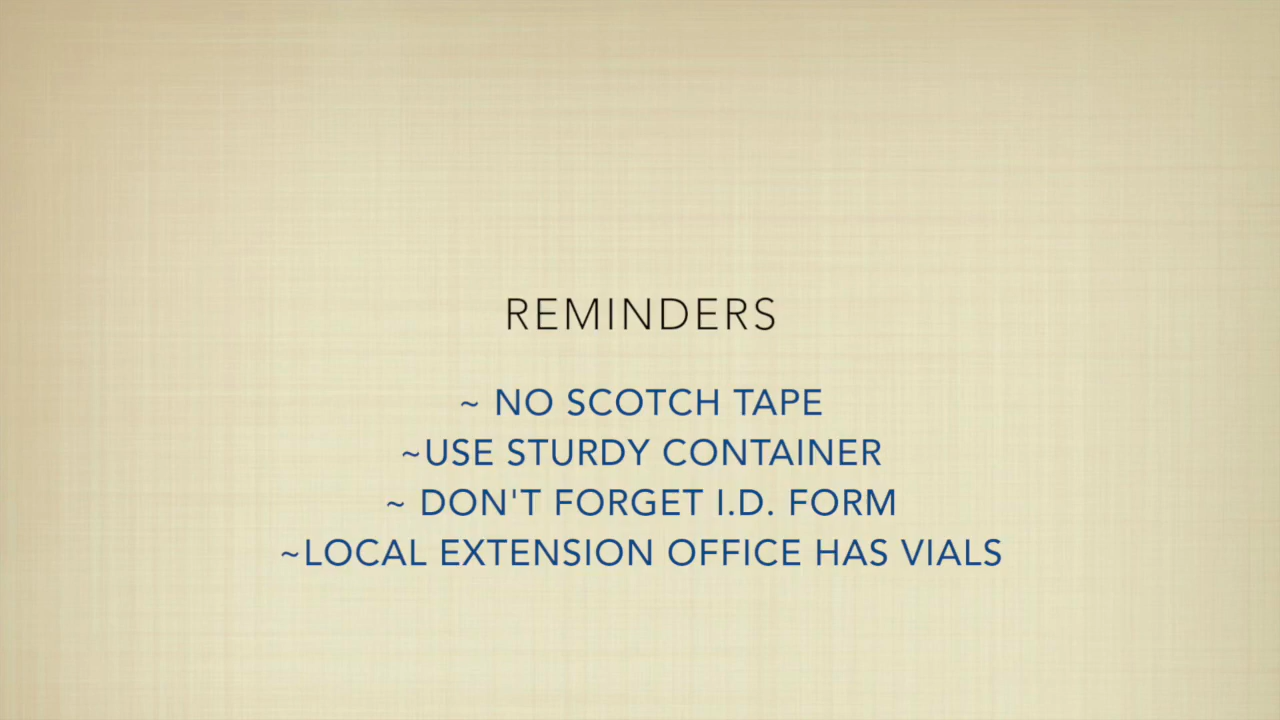 REMINDERS
~ NO SCOTCH TAPE
~USE STURDY CONTAINER
~ DON'T FORGET I.D. FORM
~LOCAL EXTENSION OFFICE HAS VIALS